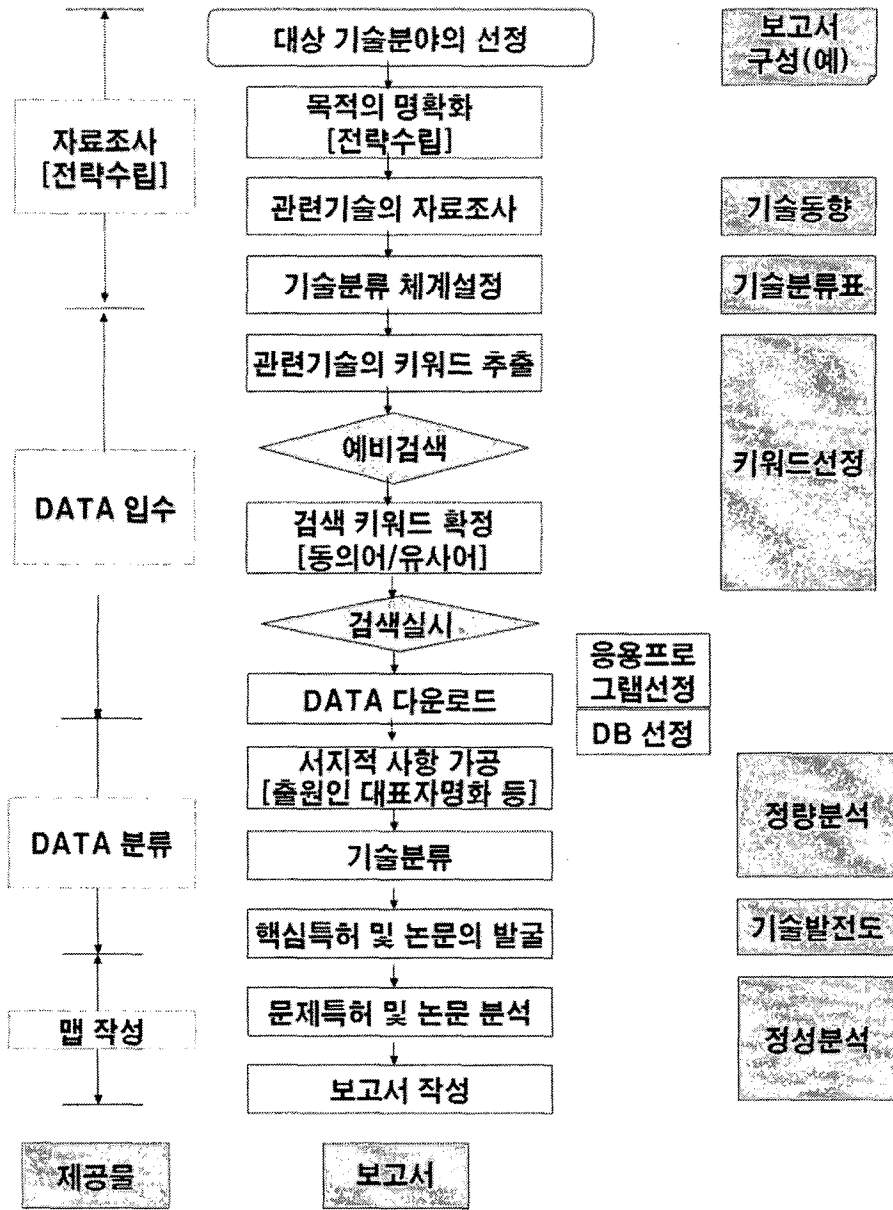 대상 기술분야의 선정
보고서
구성(예)
목적의 명확화
[전략수립]
자료조사
[전략수립]
관련기술의 자료조사
기술동향
기술분류 체계설정
기술분류표
관련기술의 키워드 추출
예비검색
키워드선정
DATA 입수
검색 키워드 확정
[동의어/유사어]
검색실시
응용프로
그램선정
DATA 다운로드
DB 선정
서지적 사항 가공
[출원인 대표자명화 등]
정량분석
DATA 분류
기술분류
핵심특허 및 논문의 발굴
기술발전도
문제특허 및 논문 분석
맵 작성
정성분석
보고서 작성
제공물
보고서